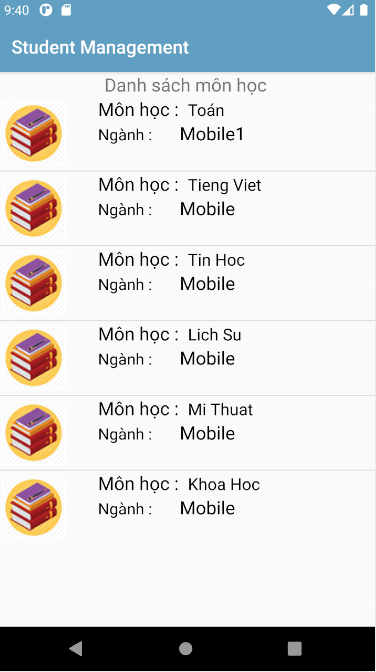 9:40
Student Management
Danh sách môn học
Môn học : Toán
Ngành : Mobile1
Môn học : Tieng Viet
Ngành : Mobile
Môn học : Tin Hoc
Ngành : Mobile
Môn học : Lich Su
Ngành : Mobile
Môn học : Mi Thuat
Ngành : Mobile
Môn học : Khoa Hoc
Ngành : Mobile